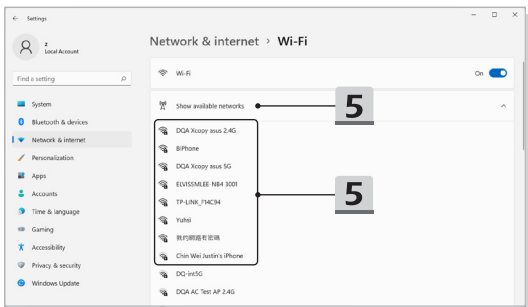 Settings
z
Local Account
Find a setting
System
Bluetooth & devices
Network & internet
Personalization
Apps
Accounts
Time & language
Gaming
Accessibility
Privacy & security
Windows Update
Network & internet > Wi-Fi
Wi-Fi
On
Show available networks
5
DQA Xcopy asus 2.4G
BiPhone
DQA Xcopy asus 5G
ELVISSMLEE-NB4 3001
TP-LINK_F14C94
Yuhsi
5
我的網路有密碼
Chin Wei Justin's iPhone
DQ-int5G
DQA AC Test AP 2.4G